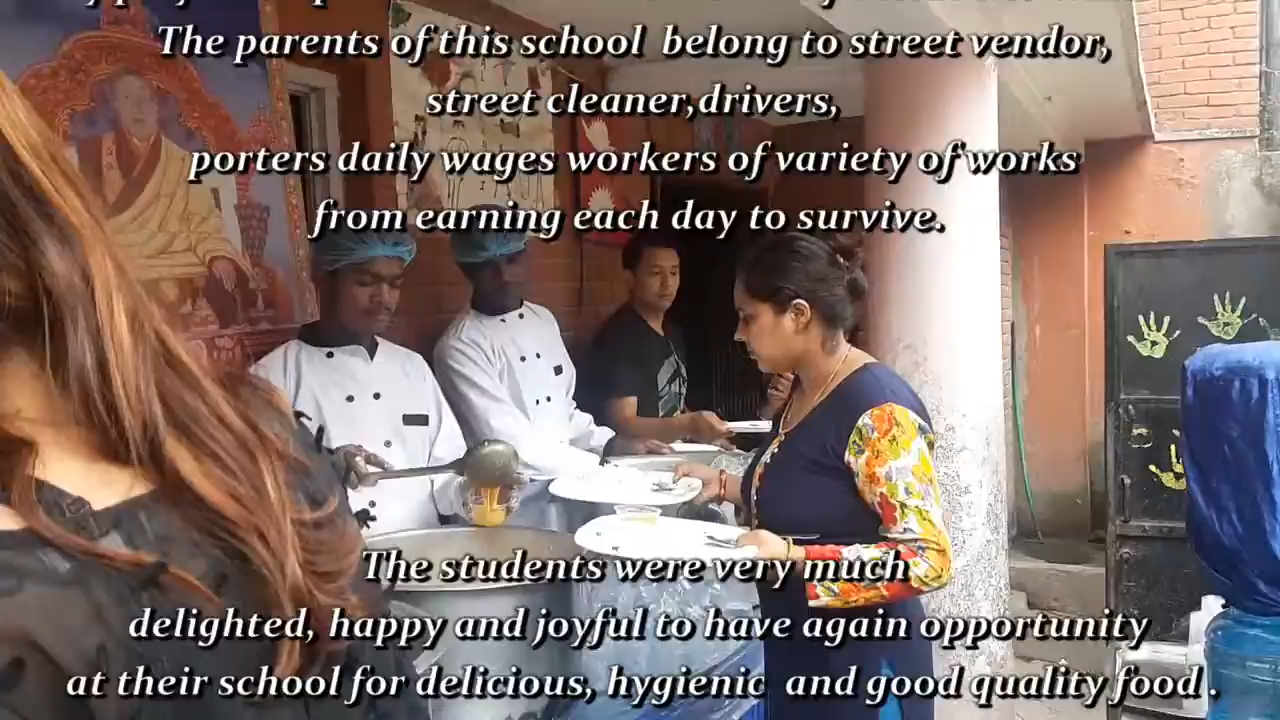 The parents of this school belong to street vendor,
street cleaner,drivers,
porters daily wages workers of variety of works
from earning each day to survive.
The students were very much
delighted, happy and joyful to have again opportunity
at their school for delicious, hygienic and good quality food .